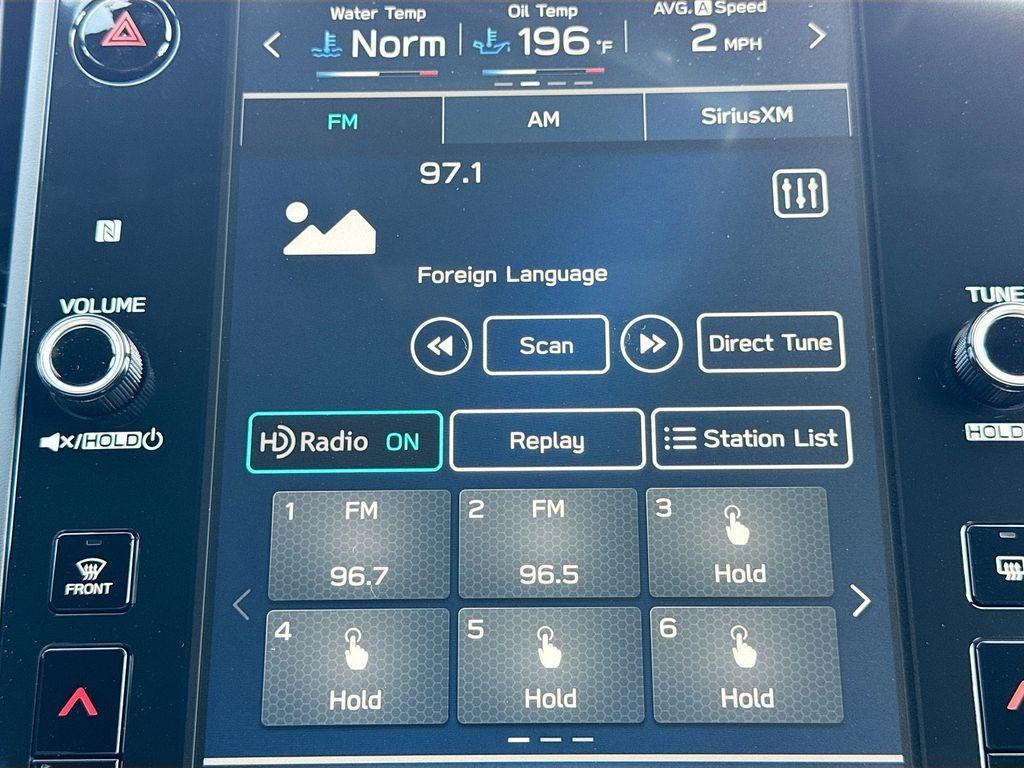 Water Temp
Norm
Oil Temp
196 °F
AVG. A Speed
2 MPH
FM
AM
SiriusXM
97.1
Foreign Language
VOLUME
TUNE
Scan
Direct Tune
HD Radio ON
Replay
Station List
/HOLD
HOLD
1 FM
96.7
2 FM
96.5
3
Hold
FRONT
4
Hold
5
Hold
6
Hold